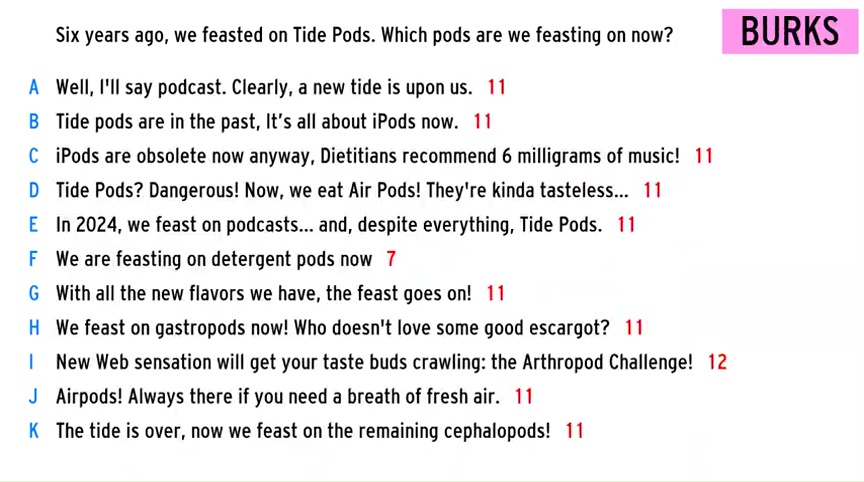 Six years ago, we feasted on Tide Pods. Which pods are we feasting on now?
BURKS
A Well, I'll say podcast. Clearly, a new tide is upon us. 11
B Tide pods are in the past, It's all about iPods now. 11
C iPods are obsolete now anyway, Dietitians recommend 6 milligrams of music! 11
D Tide Pods? Dangerous! Now, we eat Air Pods! They're kinda tasteless... 11
E In 2024, we feast on podcasts... and, despite everything, Tide Pods. 11
F We are feasting on detergent pods now 7
G With all the new flavors we have, the feast goes on! 11
H We feast on gastropods now! Who doesn't love some good escargot? 11
I New Web sensation will get your taste buds crawling: the Arthropod Challenge! 12
J Airpods! Always there if you need a breath of fresh air. 11
K The tide is over, now we feast on the remaining cephalopods! 11